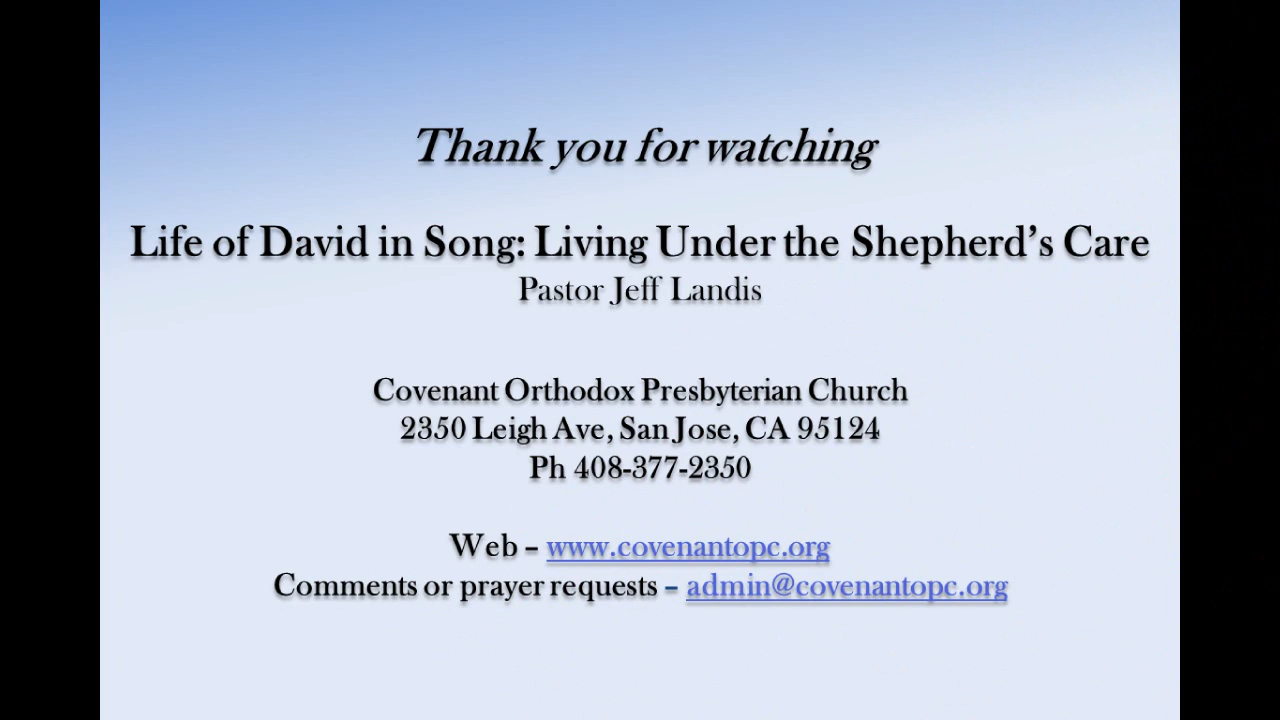 Thank you for watching
Life of David in Song: Living Under the Shepherd’s Care
Pastor Jeff Landis
Covenant Orthodox Presbyterian Church
2350 Leigh Ave, San Jose, CA 95124
Ph 408-377-2350
Web – www.covenantopc.org
Comments or prayer requests – admin@covenantopc.org